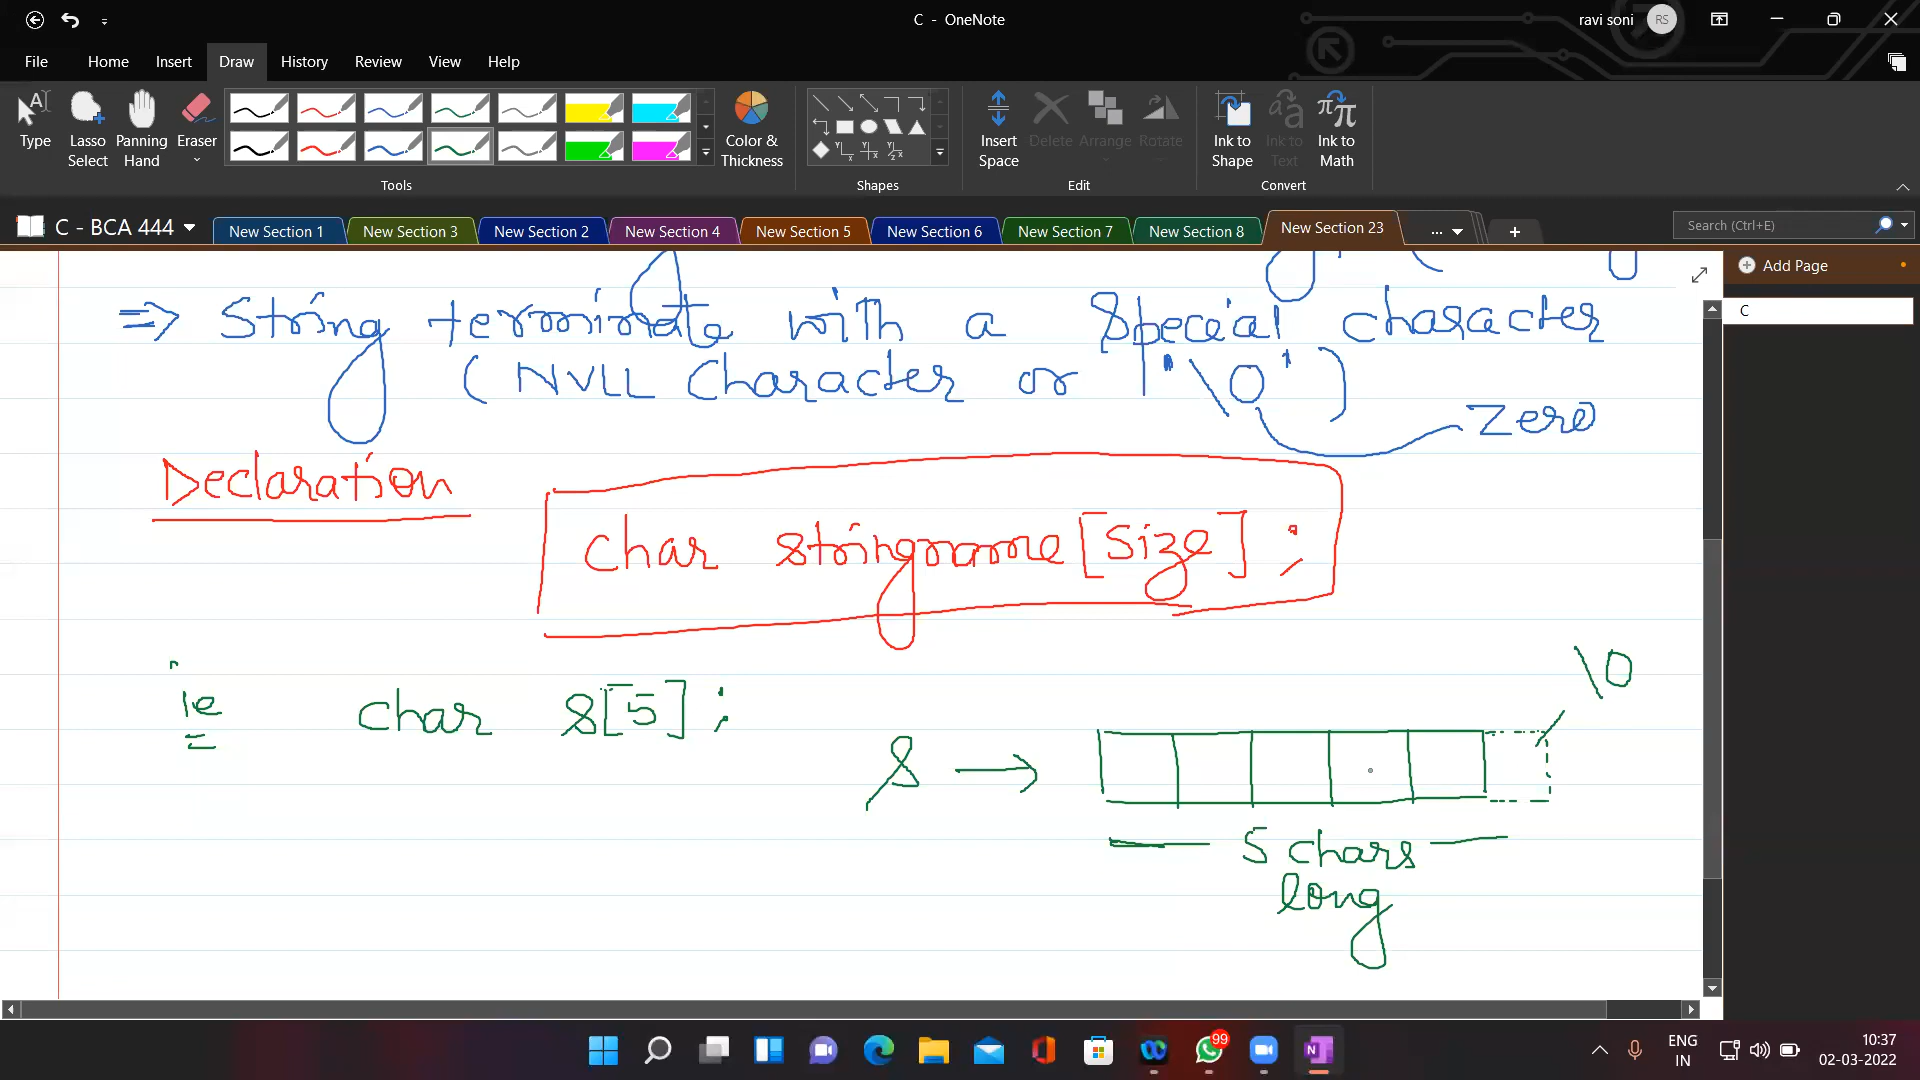 C - OneNote
ravi soni
RS
File Home Insert Draw History Review View Help
Type
Lasso Select
Panning Hand
Eraser
Color & Thickness
Insert Space
Delete
Arrange
Rotate
Ink to Shape
Ink to Text
Ink to Math
Tools
Shapes
Edit
Convert
C - BCA 444
New Section 1 New Section 3 New Section 2 New Section 4 New Section 5 New Section 6 New Section 7 New Section 8 New Section 23 ... +
Search (Ctrl+E)
Add Page
C
=> String terminate with a Special character
( NULL Character or '\0' )
Zero
Declaration
char stringname[Size] ;
\0
ie char s[5] ;
s →
5 chars
long
99
ENG
IN
10:37
02-03-2022